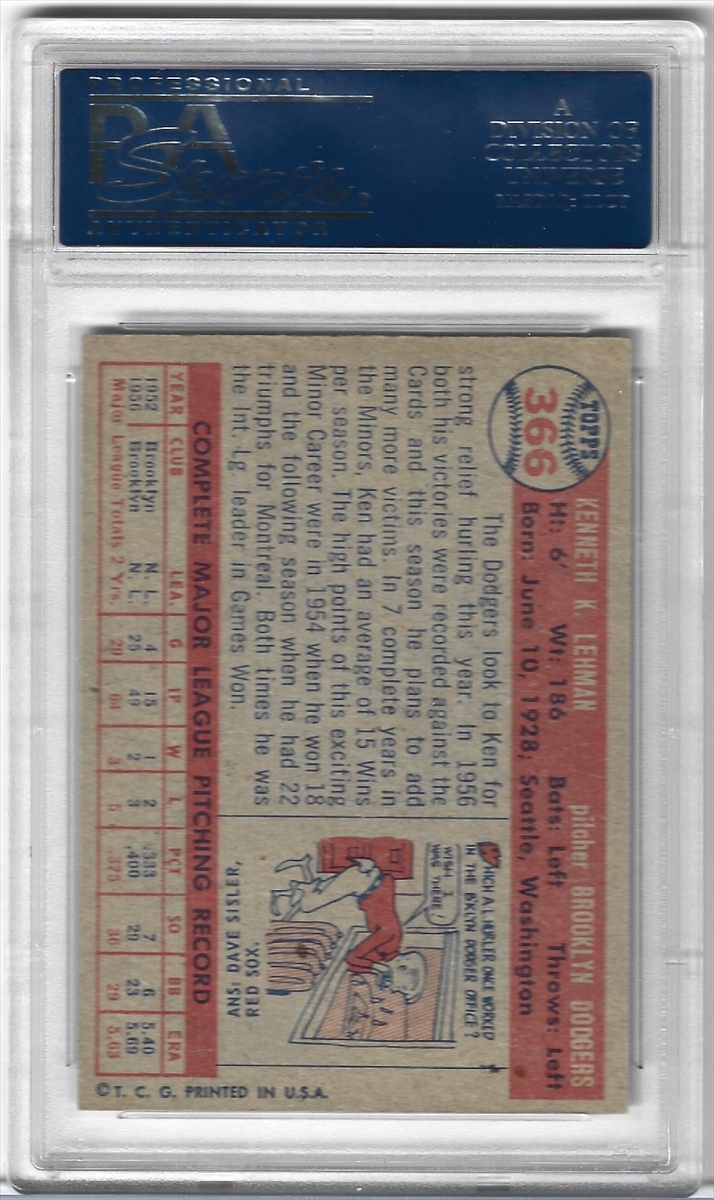 PROFESSIONAL
PSA
Sports
AUTHENTICATOR
A
DIVISION OF
COLLECTORS
UNIVERSE
NASDAQ: CLCT
TOPPS
366
KENNETH K. LEHMAN pitcher BROOKLYN DODGERS
Ht: 6' Wt: 186 Bats: Left Throws: Left
Born: June 10, 1928; Seattle, Washington
The Dodgers look to Ken for
strong relief hurling this year. In 1956
both his victories were recorded against the
Cards and this season he plans to add
many more victims. In 7 complete years in
the Minors, Ken had an average of 15 Wins
per season. The high points of this exciting
Minor Career were in 1954 when he won 18
and the following season when he had 22
triumphs for Montreal. Both times he was
the Int. Lg. leader in Games Won.
WHICH A.L. HURLER ONCE WORKED
IN THE B'KLYN DODGER OFFICE?
WISH I
WAS THERE!
ANS: DAVE SISLER,
RED SOX.
COMPLETE MAJOR LEAGUE PITCHING RECORD
YEAR CLUB LEA. G IP W L PCT SO BB ERA
1952 Brooklyn N. L. 4 15 1 2 .333 7 6 5.40
1956 Brooklyn N. L. 25 49 2 3 .400 29 23 5.69
Major League Totals 2 Yrs. 29 64 3 5 .375 36 29 5.63
© T. C. G. PRINTED IN U.S.A.